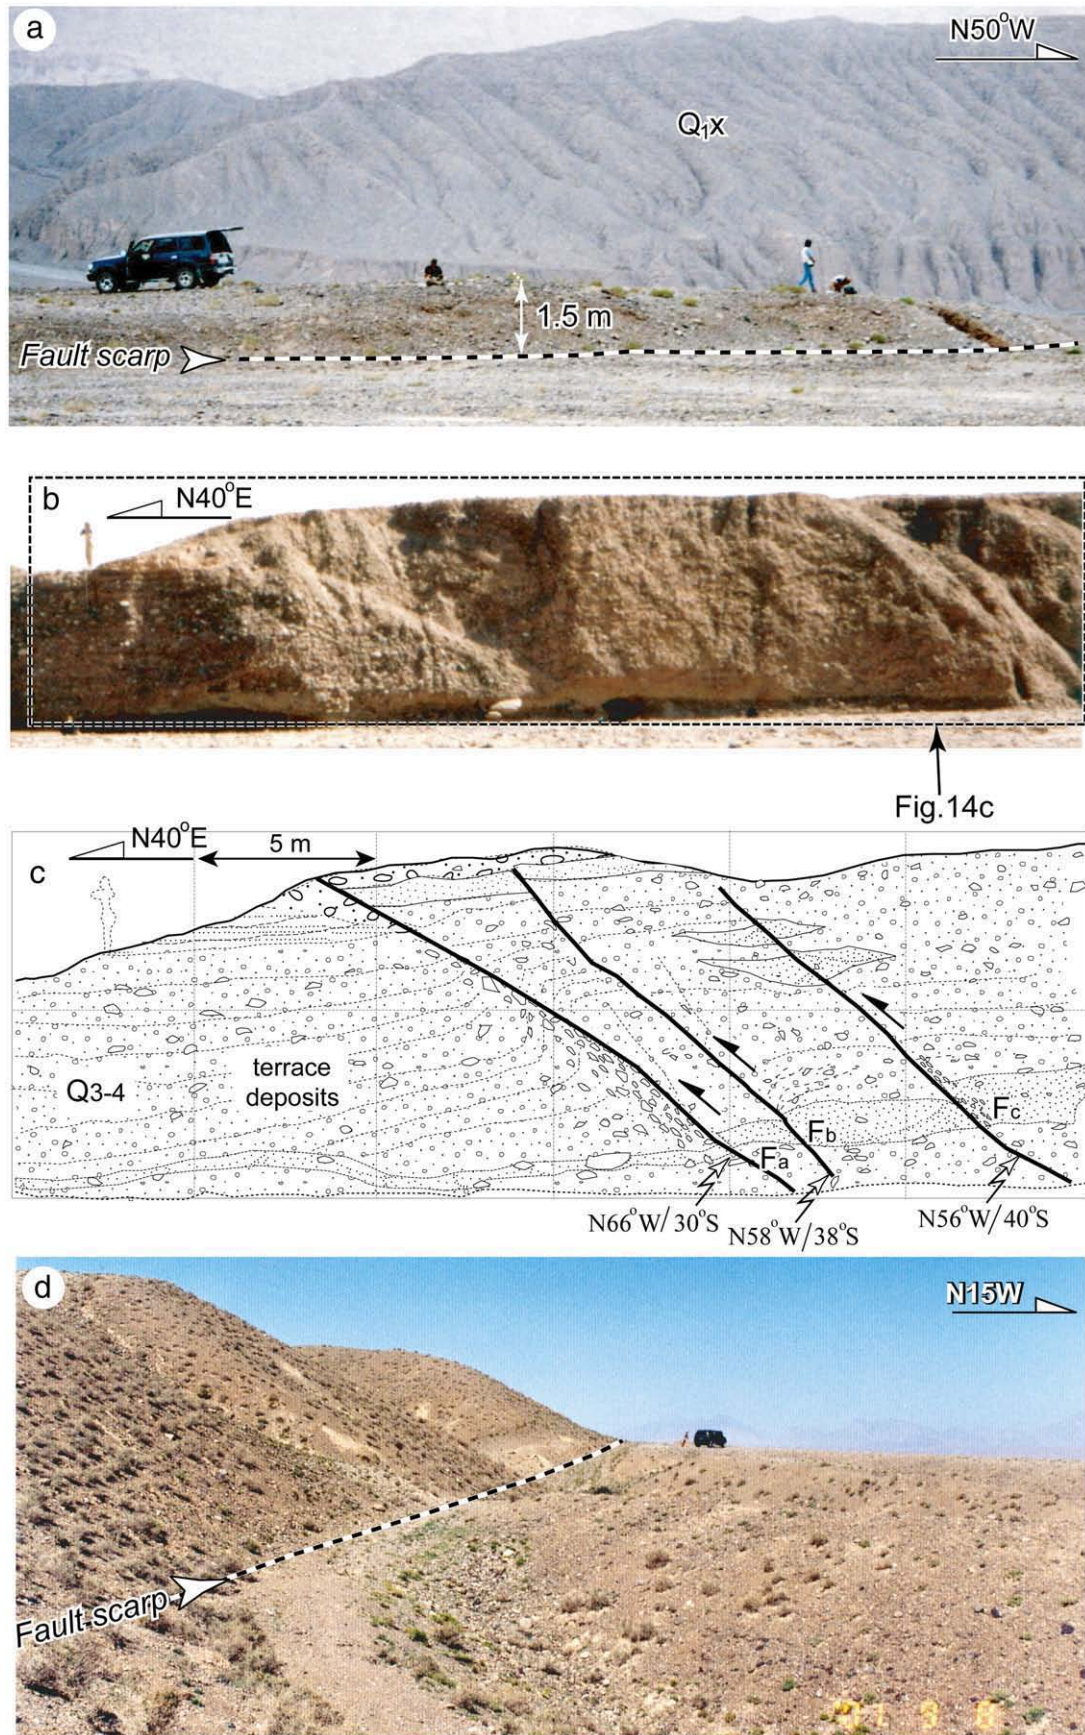 a
N50°W
Q₁x
1.5 m
Fault scarp
b
N40°E
Fig.14c
c
N40°E
5 m
Q3-4
terrace
deposits
Fa
Fb
Fc
N66°W/30°S
N58°W/38°S
N56°W/40°S
d
N15W
Fault scarp